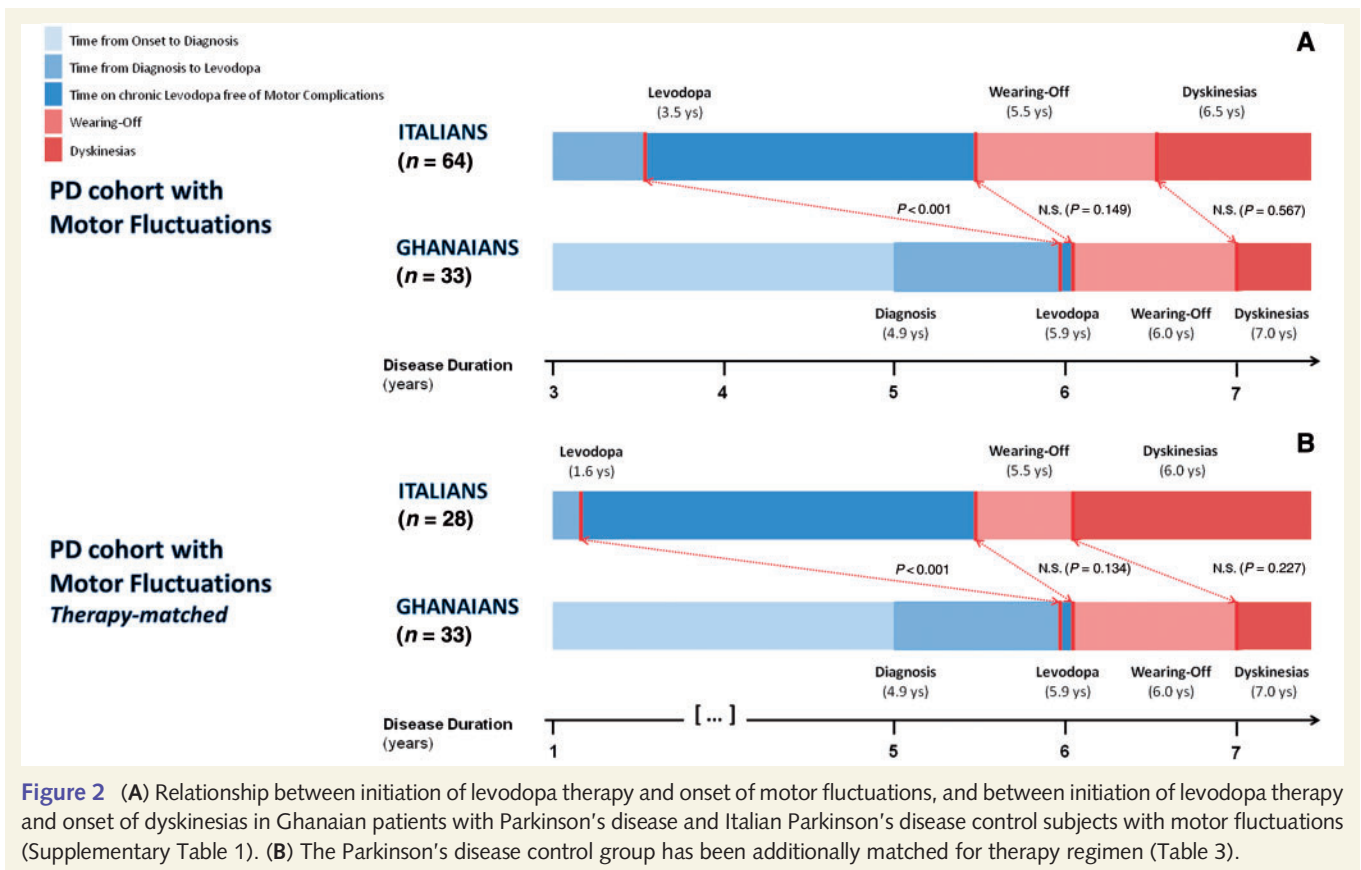 Time from Onset to Diagnosis
Time from Diagnosis to Levodopa
Time on chronic Levodopa free of Motor Complications
Wearing-Off
Dyskinesias
A
PD cohort with
Motor Fluctuations
ITALIANS
(n = 64)
Levodopa
(3.5 ys)
Wearing-Off
(5.5 ys)
Dyskinesias
(6.5 ys)
P < 0.001
N.S. (P = 0.149)
N.S. (P = 0.567)
GHANAIANS
(n = 33)
Diagnosis
(4.9 ys)
Levodopa
(5.9 ys)
Wearing-Off
(6.0 ys)
Dyskinesias
(7.0 ys)
Disease Duration
(years)
3 4 5 6 7
B
PD cohort with
Motor Fluctuations
Therapy-matched
ITALIANS
(n = 28)
Levodopa
(1.6 ys)
Wearing-Off
(5.5 ys)
Dyskinesias
(6.0 ys)
P < 0.001
N.S. (P = 0.134)
N.S. (P = 0.227)
GHANAIANS
(n = 33)
Diagnosis
(4.9 ys)
Levodopa
(5.9 ys)
Wearing-Off
(6.0 ys)
Dyskinesias
(7.0 ys)
Disease Duration
(years)
[ ... ]
1 5 6 7
Figure 2 (A) Relationship between initiation of levodopa therapy and onset of motor fluctuations, and between initiation of levodopa therapy
and onset of dyskinesias in Ghanaian patients with Parkinson's disease and Italian Parkinson's disease control subjects with motor fluctuations
(Supplementary Table 1). (B) The Parkinson's disease control group has been additionally matched for therapy regimen (Table 3).